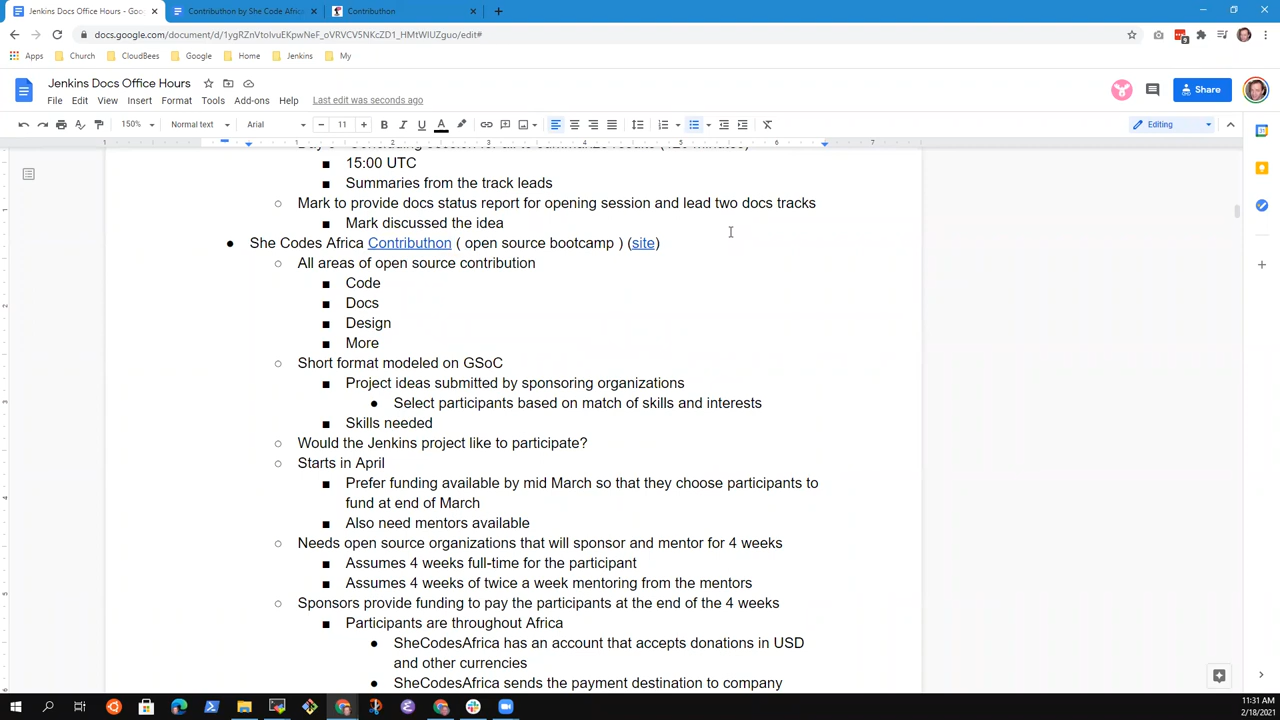 Jenkins Docs Office Hours - Goo
Contributhon by She Code Africa
Contributhon
docs.google.com/document/d/1ygRZnVtoIvuEKpwNeF_oVRVCV5NKcZD1_HMtWIUZguo/edit#
Apps
Church
CloudBees
Google
Home
Jenkins
My
Jenkins Docs Office Hours
File Edit View Insert Format Tools Add-ons Help Last edit was seconds ago
Share
150% Normal text Arial 11 Editing
1 1 2 3 4 5 6 7
15:00 UTC
Summaries from the track leads
Mark to provide docs status report for opening session and lead two docs tracks
Mark discussed the idea
She Codes Africa Contributhon ( open source bootcamp ) (site)
All areas of open source contribution
Code
Docs
Design
More
Short format modeled on GSoC
Project ideas submitted by sponsoring organizations
Select participants based on match of skills and interests
Skills needed
Would the Jenkins project like to participate?
Starts in April
Prefer funding available by mid March so that they choose participants to
fund at end of March
Also need mentors available
Needs open source organizations that will sponsor and mentor for 4 weeks
Assumes 4 weeks full-time for the participant
Assumes 4 weeks of twice a week mentoring from the mentors
Sponsors provide funding to pay the participants at the end of the 4 weeks
Participants are throughout Africa
SheCodesAfrica has an account that accepts donations in USD
and other currencies
SheCodesAfrica sends the payment destination to company
11:31 AM
2/18/2021